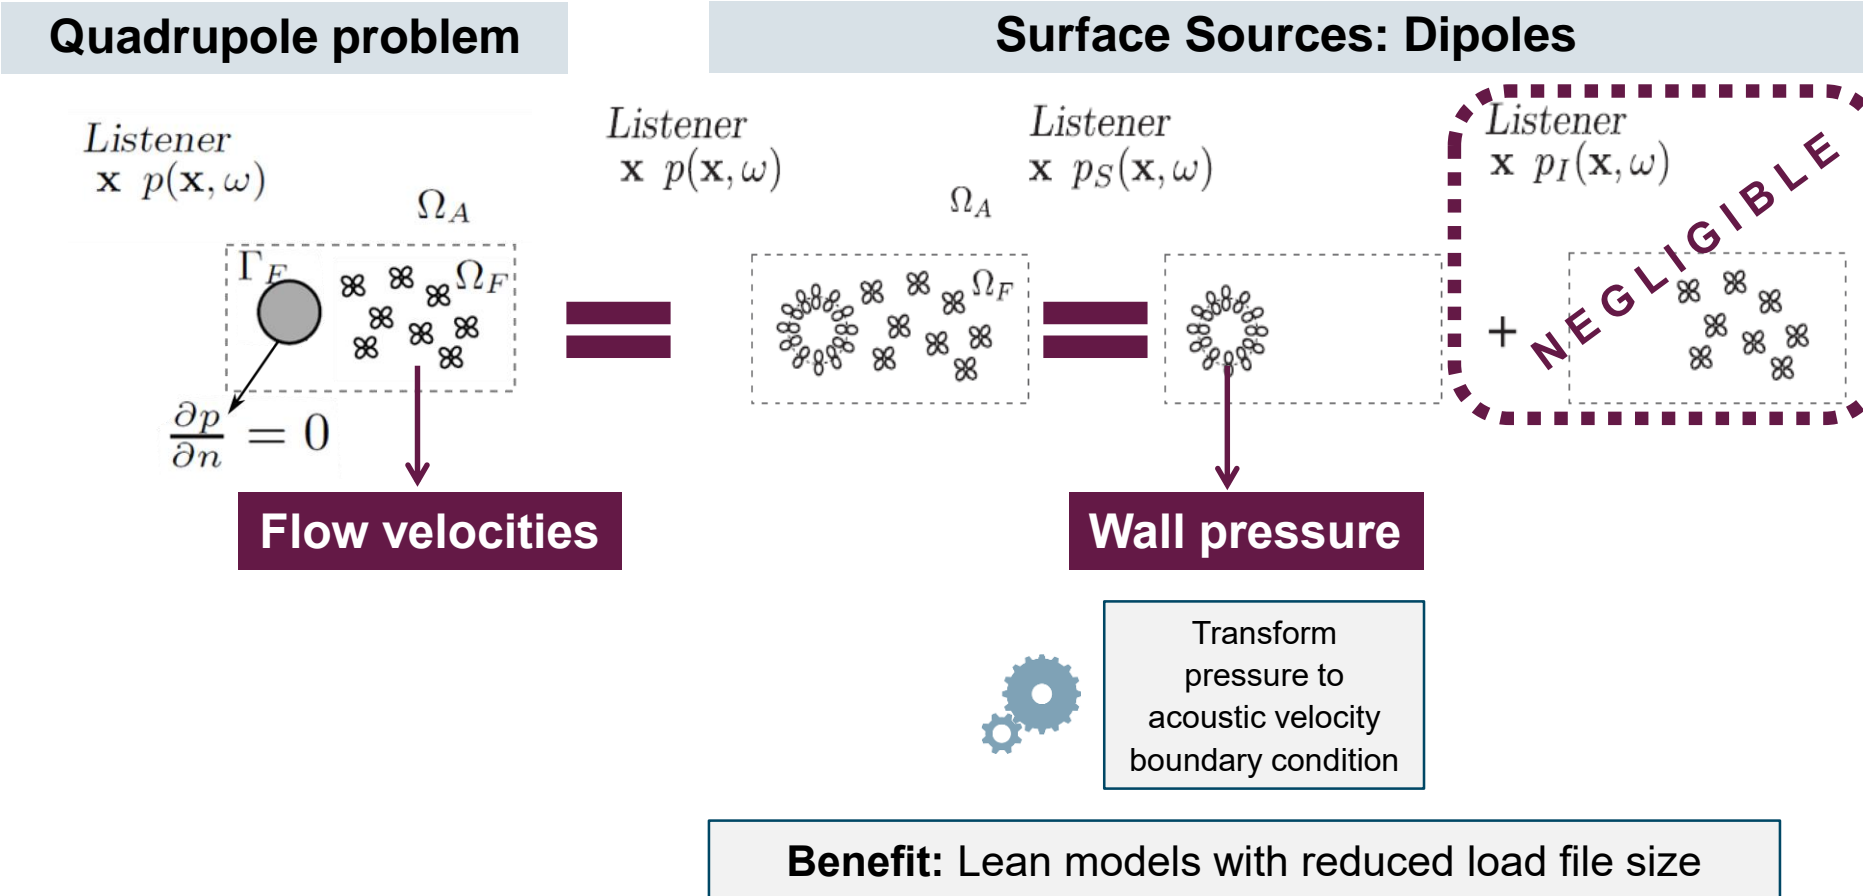 Quadrupole problem
Surface Sources: Dipoles
Listener
x p(x, ω)
Ω_A
Γ_F
Ω_F
∂p/∂n = 0
Flow velocities
Listener
x p(x, ω)
Ω_A
Ω_F
Listener
x p_S(x, ω)
Wall pressure
+
Listener
x p_I(x, ω)
NEGLIGIBLE
Transform
pressure to
acoustic velocity
boundary condition
Benefit: Lean models with reduced load file size